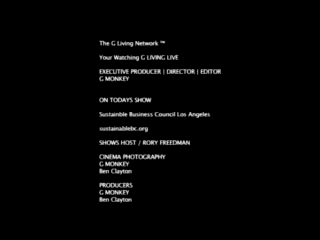 The G Living Network ™
Your Watching G LIVING LIVE
EXECUTIVE PRODUCER | DIRECTOR | EDITOR
G MONKEY
ON TODAYS SHOW
Sustainble Business Council Los Angeles
sustainablebc.org
SHOWS HOST / RORY FREEDMAN
CINEMA PHOTOGRAPHY
G MONKEY
Ben Clayton
PRODUCERS
G MONKEY
Ben Clayton